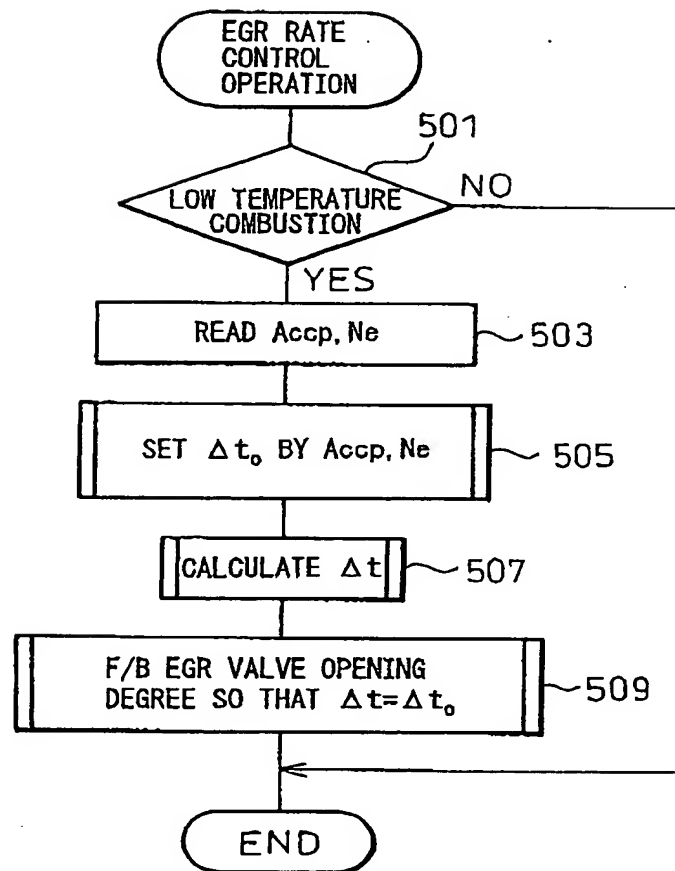 EGR RATE
CONTROL
OPERATION
501
LOW TEMPERATURE
COMBUSTION
NO
YES
READ Accp, Ne
503
SET Δt₀ BY Accp, Ne
505
CALCULATE Δt
507
F/B EGR VALVE OPENING
DEGREE SO THAT Δt=Δt₀
509
END